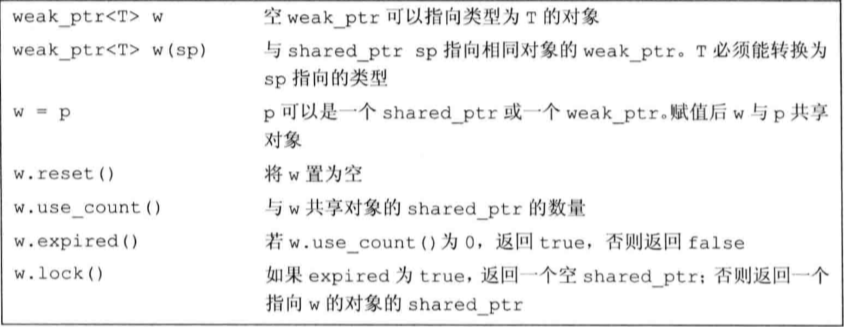 weak_ptr<T> w 空 weak_ptr 可以指向类型为 T 的对象
weak_ptr<T> w(sp) 与 shared_ptr sp 指向相同对象的 weak_ptr。T 必须能转换为
sp 指向的类型
w = p p 可以是一个 shared_ptr 或一个 weak_ptr。赋值后 w 与 p 共享
对象
w.reset() 将 w 置为空
w.use_count() 与 w 共享对象的 shared_ptr 的数量
w.expired() 若 w.use_count()为 0，返回 true，否则返回 false
w.lock() 如果 expired 为 true，返回一个空 shared_ptr；否则返回一个
指向 w 的对象的 shared_ptr